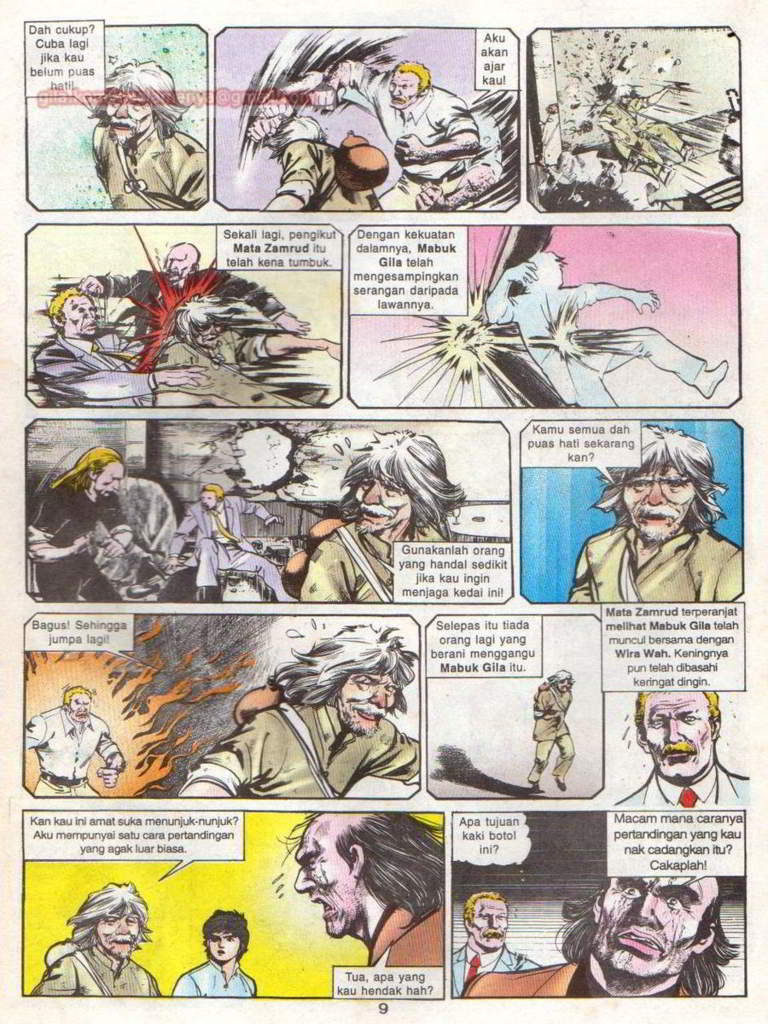 Dah cukup?
Cuba lagi
jika kau
belum puas
hati!
Aku
akan
ajar
kau!
Sekali lagi, pengikut
Mata Zamrud itu
telah kena tumbuk.
Dengan kekuatan
dalamnya, Mabuk
Gila telah
mengesampingkan
serangan daripada
lawannya.
Gunakanlah orang
yang handal sedikit
jika kau ingin
menjaga kedai ini!
Kamu semua dah
puas hati sekarang
kan?
Bagus! Sehingga
jumpa lagi!
Selepas itu tiada
orang lagi yang
berani mengganggu
Mabuk Gila itu.
Mata Zamrud terperanjat
melihat Mabuk Gila telah
muncul bersama dengan
Wira Wah. Keningnya
pun telah dibasahi
keringat dingin.
Kan kau ini amat suka menunjuk-nunjuk?
Aku mempunyai satu cara pertandingan
yang agak luar biasa.
Tua, apa yang
kau hendak hah?
Apa tujuan
kaki botol
ini?
Macam mana caranya
pertandingan yang kau
nak cadangkan itu?
Cakaplah!
9